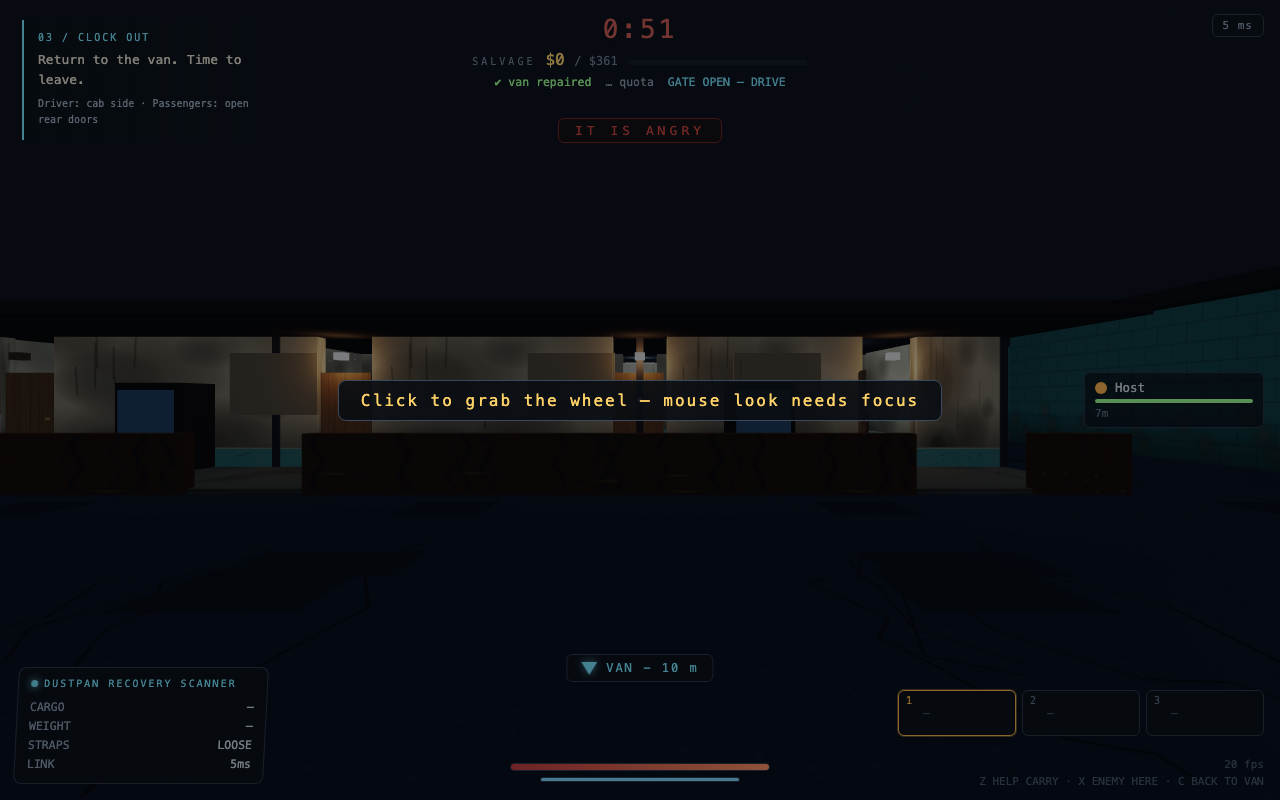 03 / CLOCK OUT
Return to the van. Time to
leave.
Driver: cab side · Passengers: open
rear doors
0:51
SALVAGE $0 / $361
✔ van repaired … quota GATE OPEN — DRIVE
IT IS ANGRY
5 ms
Click to grab the wheel — mouse look needs focus
Host
7m
VAN — 10 m
DUSTPAN RECOVERY SCANNER
CARGO —
WEIGHT —
STRAPS LOOSE
LINK 5ms
1 —
2 —
3 —
20 fps
Z HELP CARRY · X ENEMY HERE · C BACK TO VAN